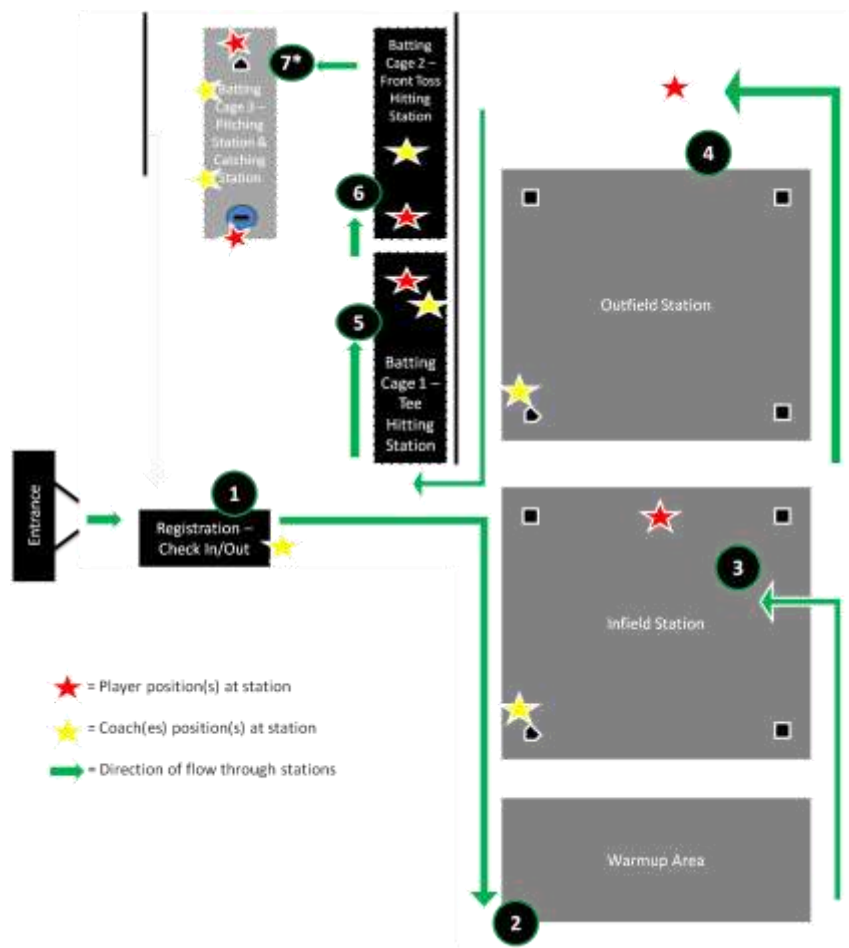 7*
Batting
Cage 3 –
Pitching
Station &
Catching
Station
Batting
Cage 2 –
Front Toss
Hitting
Station
4
6
Outfield Station
5
Batting
Cage 1 –
Tee
Hitting
Station
Entrance
1
Registration –
Check In/Out
3
Infield Station
= Player position(s) at station
= Coach(es) position(s) at station
= Direction of flow through stations
Warmup Area
2